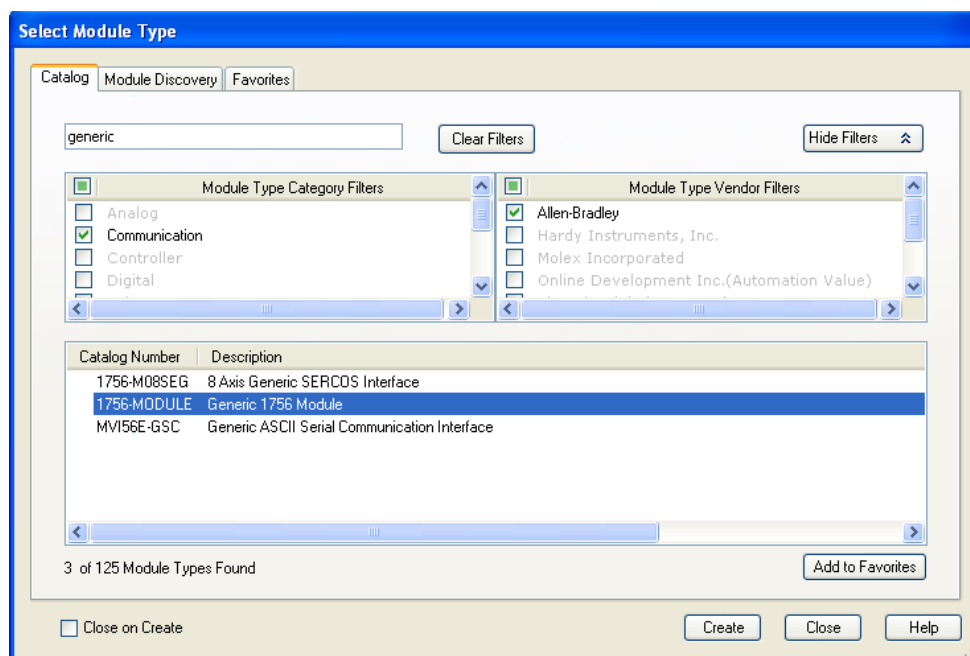 Select Module Type
Catalog Module Discovery Favorites
generic Clear Filters Hide Filters
Module Type Category Filters Module Type Vendor Filters
Analog Allen-Bradley
Communication Hardy Instruments, Inc.
Controller Molex Incorporated
Digital Online Development Inc.(Automation Value)
Catalog Number Description
1756-M08SEG 8 Axis Generic SERCOS Interface
1756-MODULE Generic 1756 Module
MVI56E-GSC Generic ASCII Serial Communication Interface
3 of 125 Module Types Found Add to Favorites
Close on Create Create Close Help